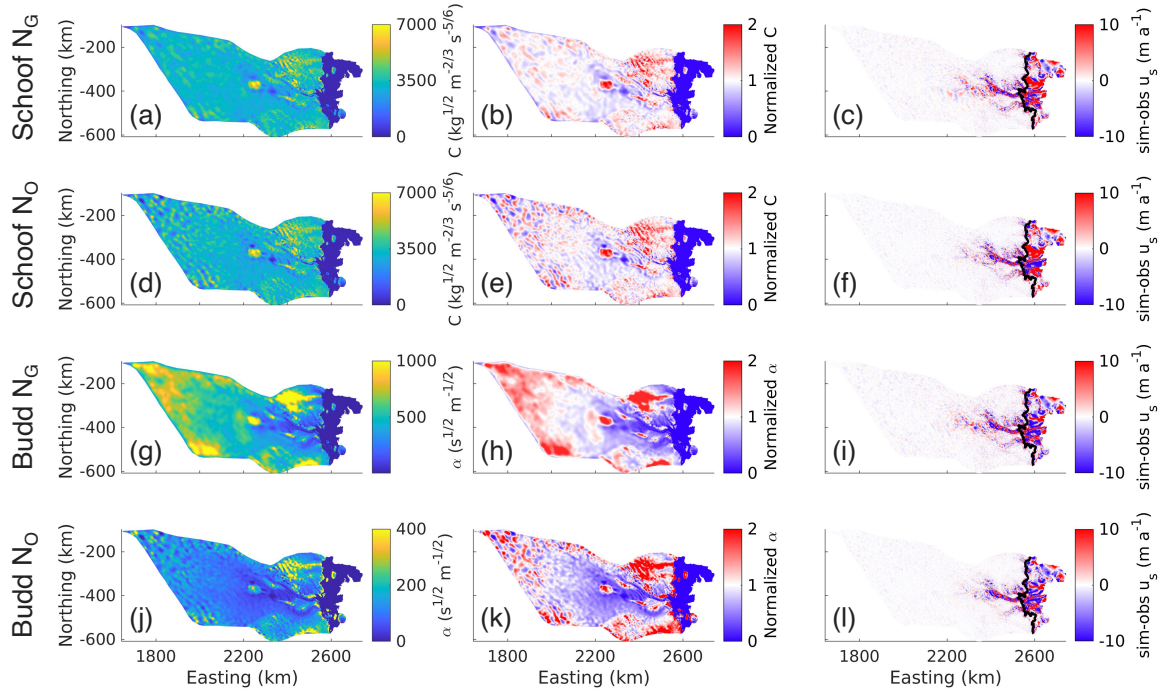 Schoof N_G
Northing (km)
-200
-400
-600
(a)
7000
3500
0
C (kg^1/2 m^-2/3 s^-5/6)
(b)
2
1
0
Normalized C
(c)
10
0
-10
sim-obs u_s (m a^-1)
Schoof N_O
Northing (km)
-200
-400
-600
(d)
7000
3500
0
C (kg^1/2 m^-2/3 s^-5/6)
(e)
2
1
0
Normalized C
(f)
10
0
-10
sim-obs u_s (m a^-1)
Budd N_G
Northing (km)
-200
-400
-600
(g)
1000
500
0
α (s^1/2 m^-1/2)
(h)
2
1
0
Normalized α
(i)
10
0
-10
sim-obs u_s (m a^-1)
Budd N_O
Northing (km)
-200
-400
-600
(j)
400
200
0
α (s^1/2 m^-1/2)
(k)
2
1
0
Normalized α
(l)
10
0
-10
sim-obs u_s (m a^-1)
1800 2200 2600
Easting (km)
1800 2200 2600
Easting (km)
1800 2200 2600
Easting (km)